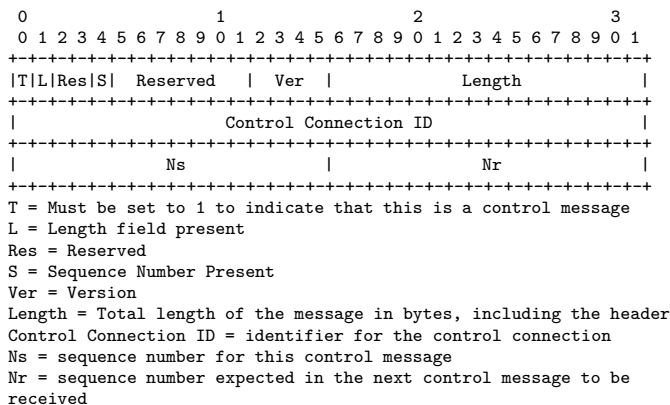 0                   1                   2                   3
 0 1 2 3 4 5 6 7 8 9 0 1 2 3 4 5 6 7 8 9 0 1 2 3 4 5 6 7 8 9 0 1
+-+-+-+-+-+-+-+-+-+-+-+-+-+-+-+-+-+-+-+-+-+-+-+-+-+-+-+-+-+-+-+-+
|T|L|Res|S|  Reserved   |  Ver  |             Length            |
+-+-+-+-+-+-+-+-+-+-+-+-+-+-+-+-+-+-+-+-+-+-+-+-+-+-+-+-+-+-+-+-+
|                     Control Connection ID                     |
+-+-+-+-+-+-+-+-+-+-+-+-+-+-+-+-+-+-+-+-+-+-+-+-+-+-+-+-+-+-+-+-+
|               Ns              |               Nr              |
+-+-+-+-+-+-+-+-+-+-+-+-+-+-+-+-+-+-+-+-+-+-+-+-+-+-+-+-+-+-+-+-+
T = Must be set to 1 to indicate that this is a control message
L = Length field present
Res = Reserved
S = Sequence Number Present
Ver = Version
Length = Total length of the message in bytes, including the header
Control Connection ID = identifier for the control connection
Ns = sequence number for this control message
Nr = sequence number expected in the next control message to be
received